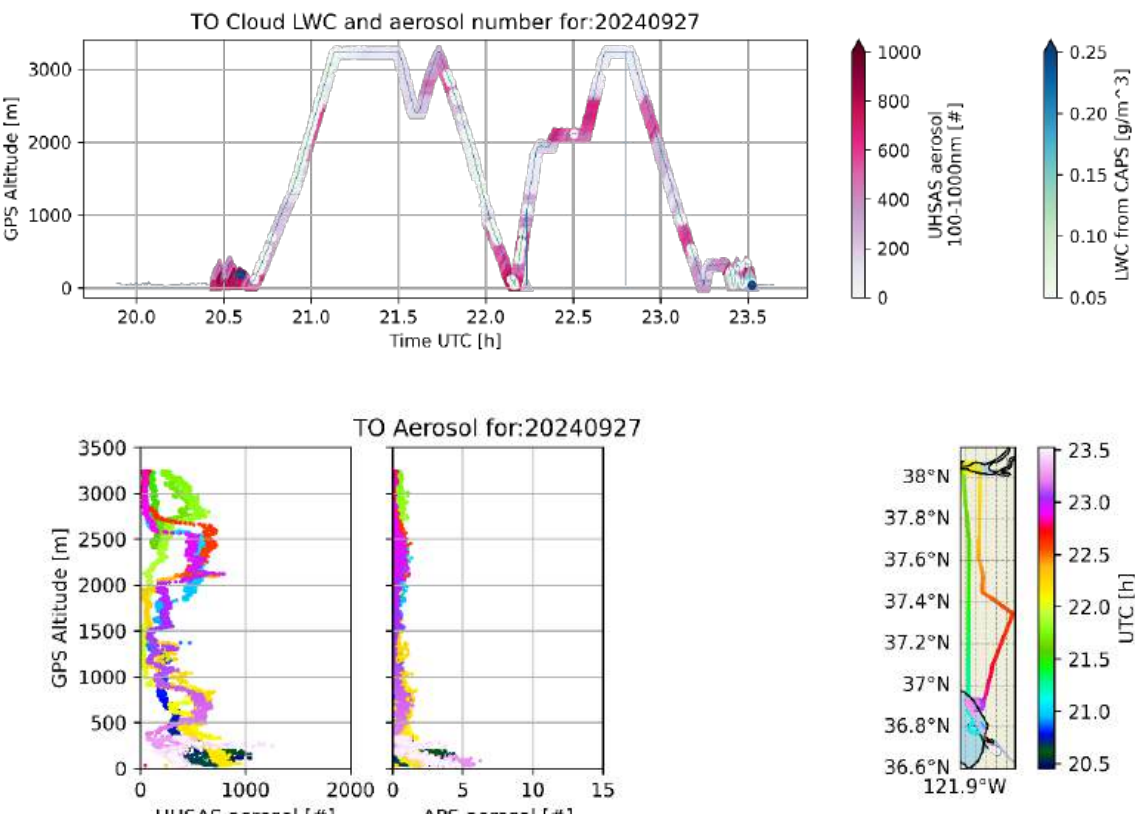 TO Cloud LWC and aerosol number for:20240927
GPS Altitude [m]
3000
2000
1000
0
20.0 20.5 21.0 21.5 22.0 22.5 23.0 23.5
Time UTC [h]
1000
800
600
400
200
0
UHSAS aerosol
100-1000nm [#]
0.25
0.20
0.15
0.10
0.05
LWC from CAPS [g/m^3]
TO Aerosol for:20240927
GPS Altitude [m]
3500
3000
2500
2000
1500
1000
500
0
0 1000 2000
UHSAS aerosol [#]
0 5 10 15
APS aerosol [#]
38°N
37.8°N
37.6°N
37.4°N
37.2°N
37°N
36.8°N
36.6°N
121.9°W
23.5
23.0
22.5
22.0
21.5
21.0
20.5
UTC [h]